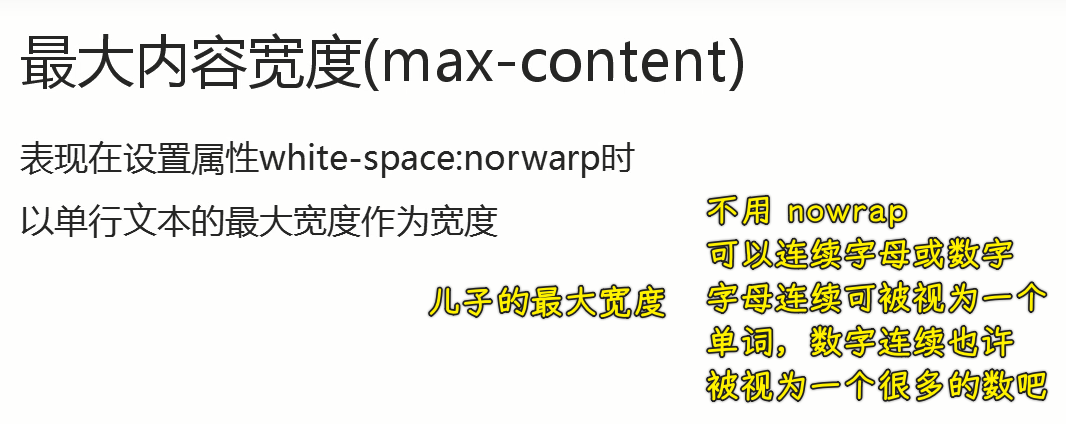 最大内容宽度(max-content)
表现在设置属性white-space:norwarp时
以单行文本的最大宽度作为宽度
儿子的最大宽度
不用 nowrap
可以连续字母或数字
字母连续可被视为一个
单词，数字连续也许
被视为一个很多的数吧